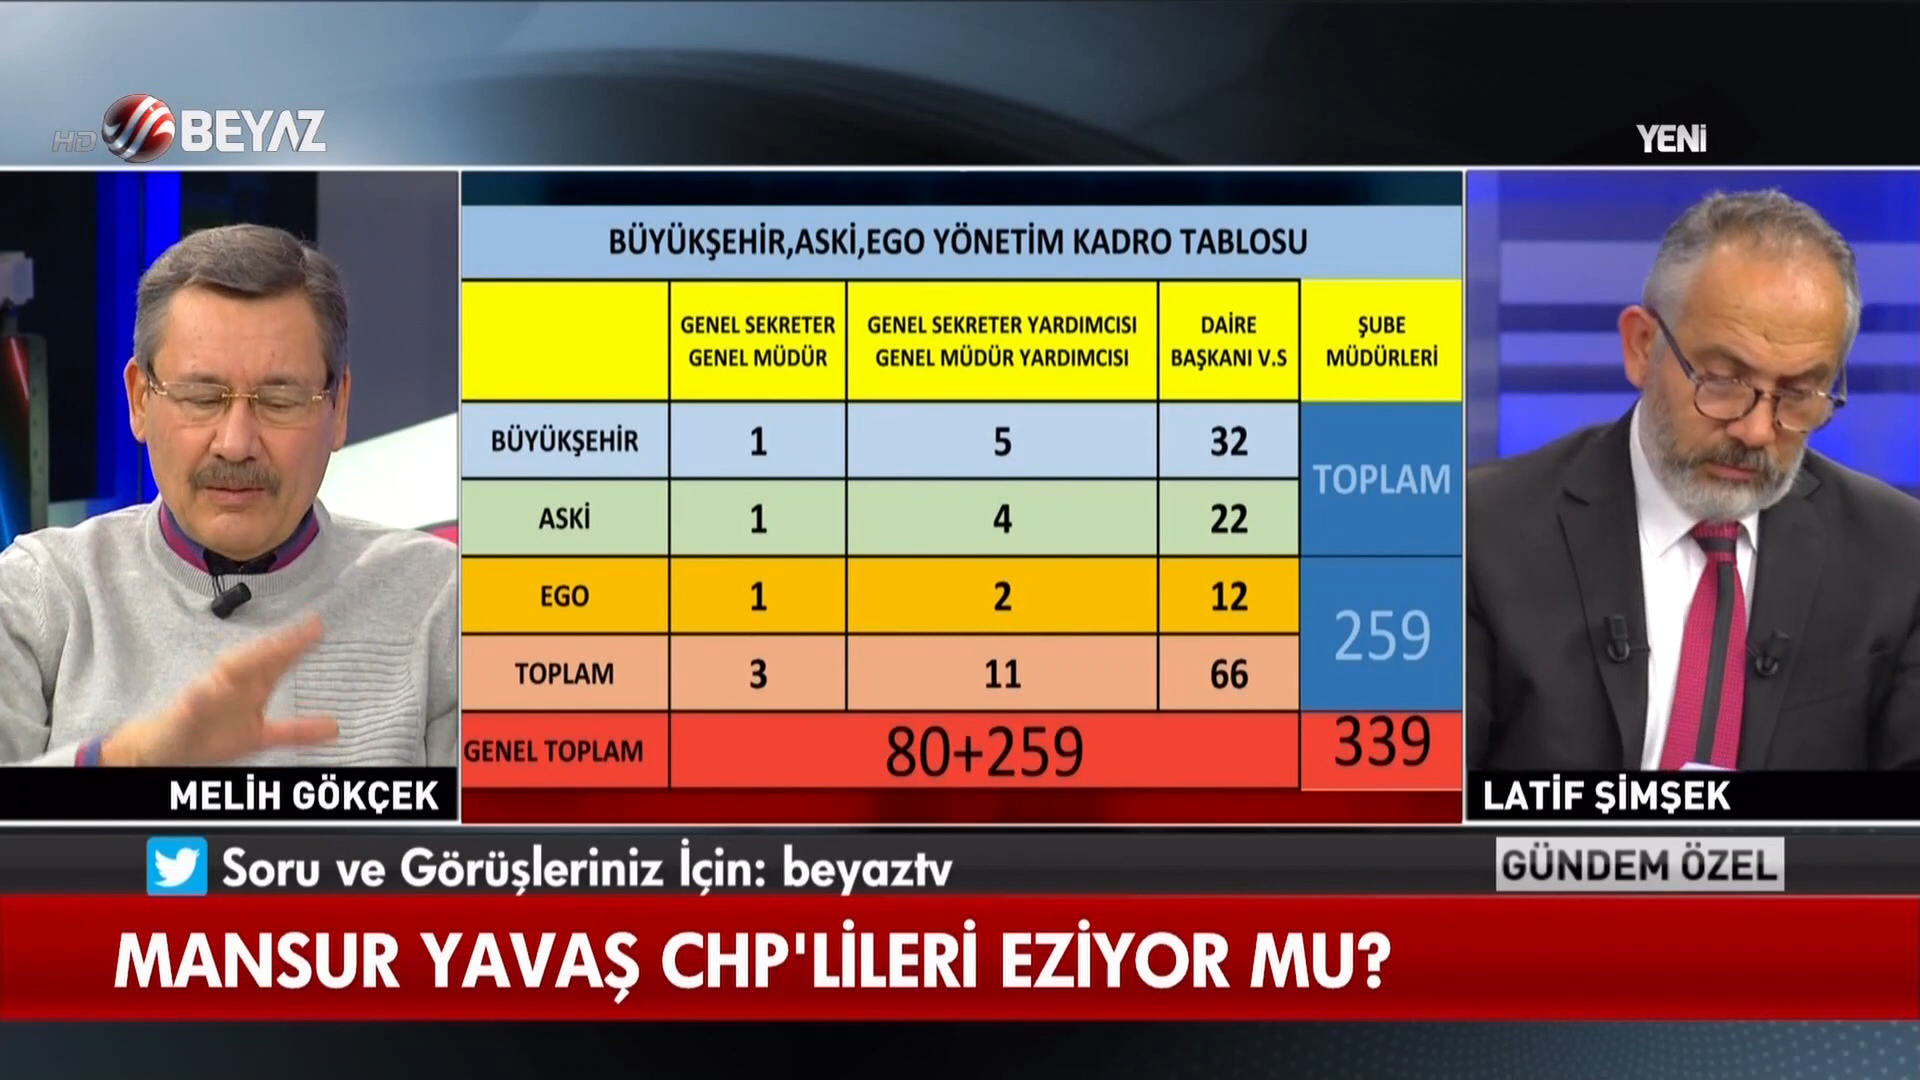 HD BEYAZ
YENİ
BÜYÜKŞEHİR,ASKİ,EGO YÖNETİM KADRO TABLOSU
GENEL SEKRETER
GENEL MÜDÜR
GENEL SEKRETER YARDIMCISI
GENEL MÜDÜR YARDIMCISI
DAİRE
BAŞKANI V.S
ŞUBE
MÜDÜRLERİ
BÜYÜKŞEHİR 1 5 32
TOPLAM
ASKİ 1 4 22
EGO 1 2 12
259
TOPLAM 3 11 66
GENEL TOPLAM 80+259 339
MELİH GÖKÇEK
LATİF ŞİMŞEK
Soru ve Görüşleriniz İçin: beyaztv
GÜNDEM ÖZEL
MANSUR YAVAŞ CHP'LİLERİ EZİYOR MU?